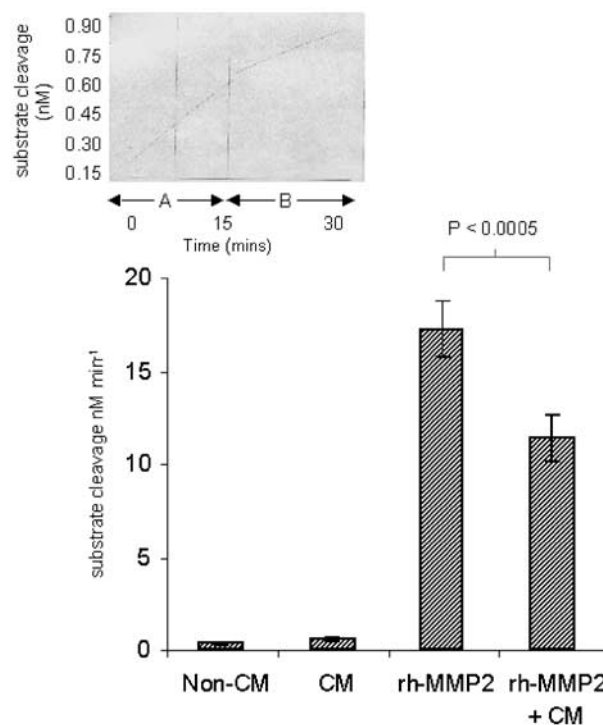 substrate cleavage
(nM)
0.90
0.75
0.60
0.45
0.30
0.15
A B
0 15 30
Time (mins)
P < 0.0005
substrate cleavage nM min⁻¹
20
15
10
5
0
Non-CM CM rh-MMP2 rh-MMP2
+ CM